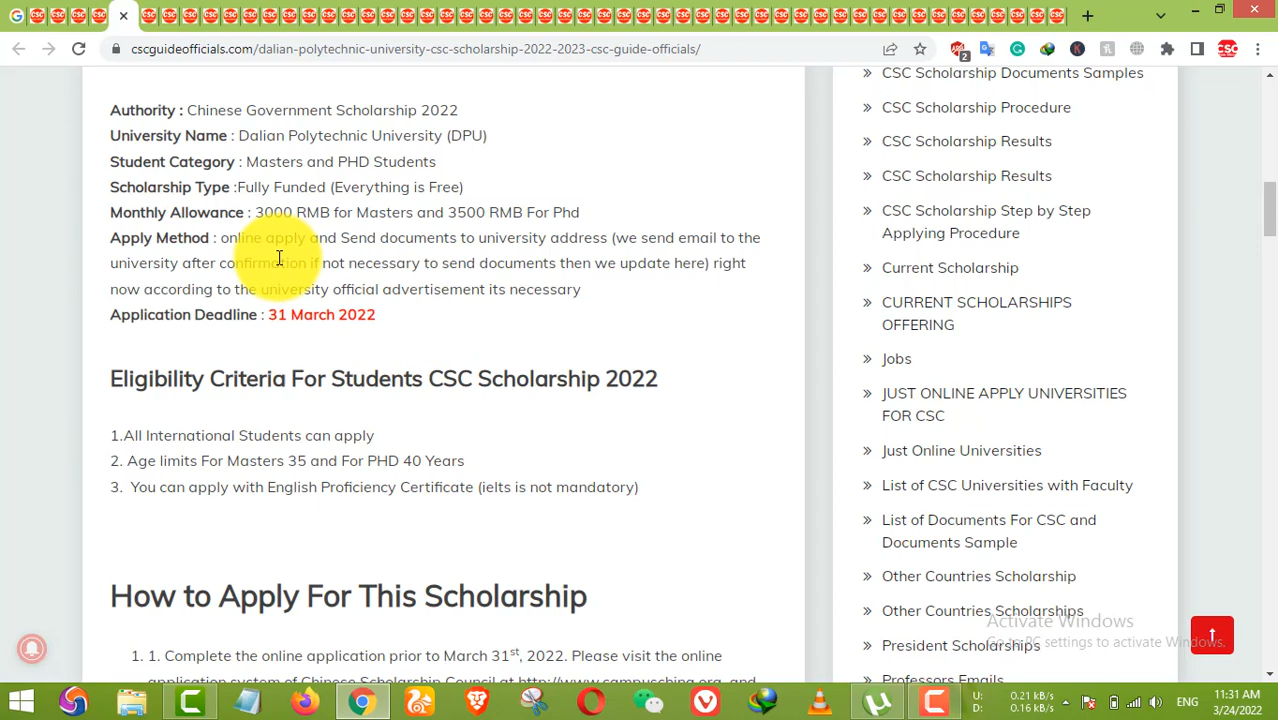 cscguideofficials.com/dalian-polytechnic-university-csc-scholarship-2022-2023-csc-guide-officials/
Authority : Chinese Government Scholarship 2022
University Name : Dalian Polytechnic University (DPU)
Student Category : Masters and PHD Students
Scholarship Type :Fully Funded (Everything is Free)
Monthly Allowance : 3000 RMB for Masters and 3500 RMB For Phd
Apply Method : online apply and Send documents to university address (we send email to the
university after confirmation if not necessary to send documents then we update here) right
now according to the university official advertisement its necessary
Application Deadline : 31 March 2022
Eligibility Criteria For Students CSC Scholarship 2022
1.All International Students can apply
2. Age limits For Masters 35 and For PHD 40 Years
3. You can apply with English Proficiency Certificate (ielts is not mandatory)
How to Apply For This Scholarship
1. 1. Complete the online application prior to March 31st, 2022. Please visit the online
application system of Chinese Scholarship Council at http://www.campuschina.org, and
CSC Scholarship Documents Samples
CSC Scholarship Procedure
CSC Scholarship Results
CSC Scholarship Results
CSC Scholarship Step by Step
Applying Procedure
Current Scholarship
CURRENT SCHOLARSHIPS
OFFERING
Jobs
JUST ONLINE APPLY UNIVERSITIES
FOR CSC
Just Online Universities
List of CSC Universities with Faculty
List of Documents For CSC and
Documents Sample
Other Countries Scholarship
Other Countries Scholarships
President Scholarships
Professors Emails
Activate Windows
Go to PC settings to activate Windows.
U: 0.21 kB/s
D: 0.16 kB/s
ENG
11:31 AM
3/24/2022